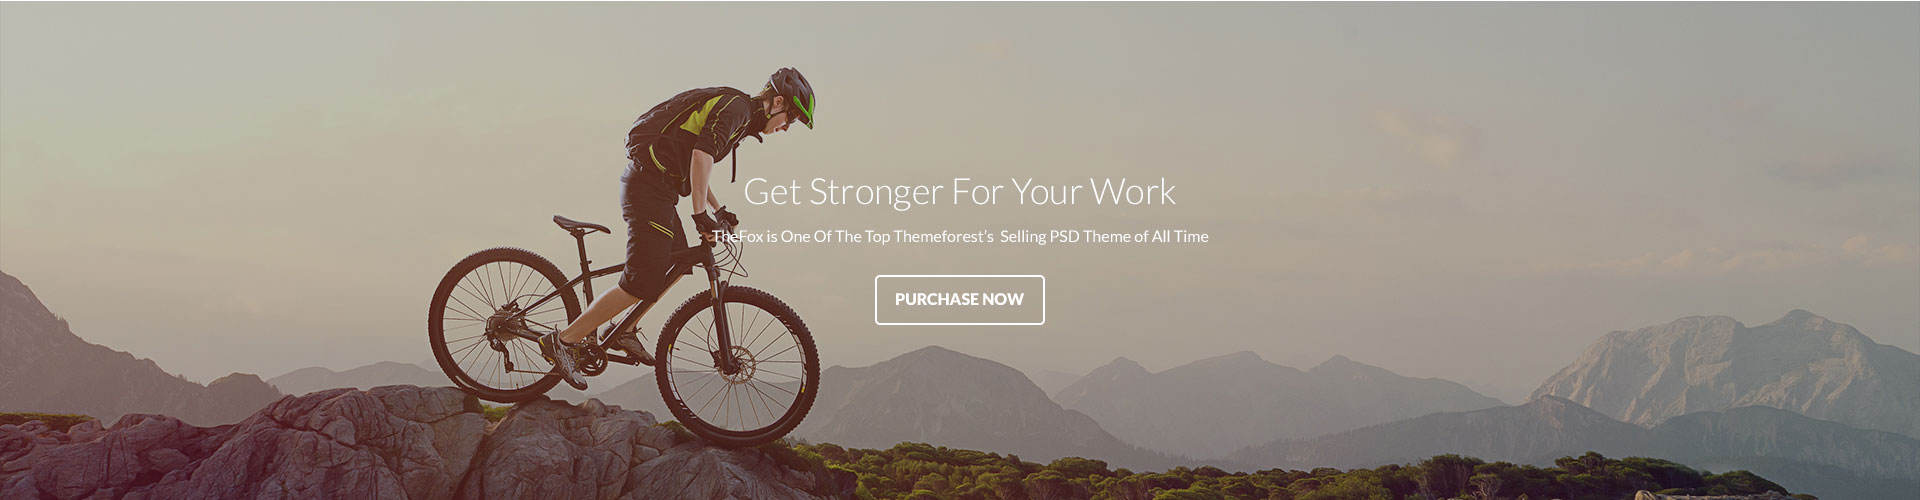 Get Stronger For Your Work
TheFox is One Of The Top Themeforest’s Selling PSD Theme of All Time
PURCHASE NOW